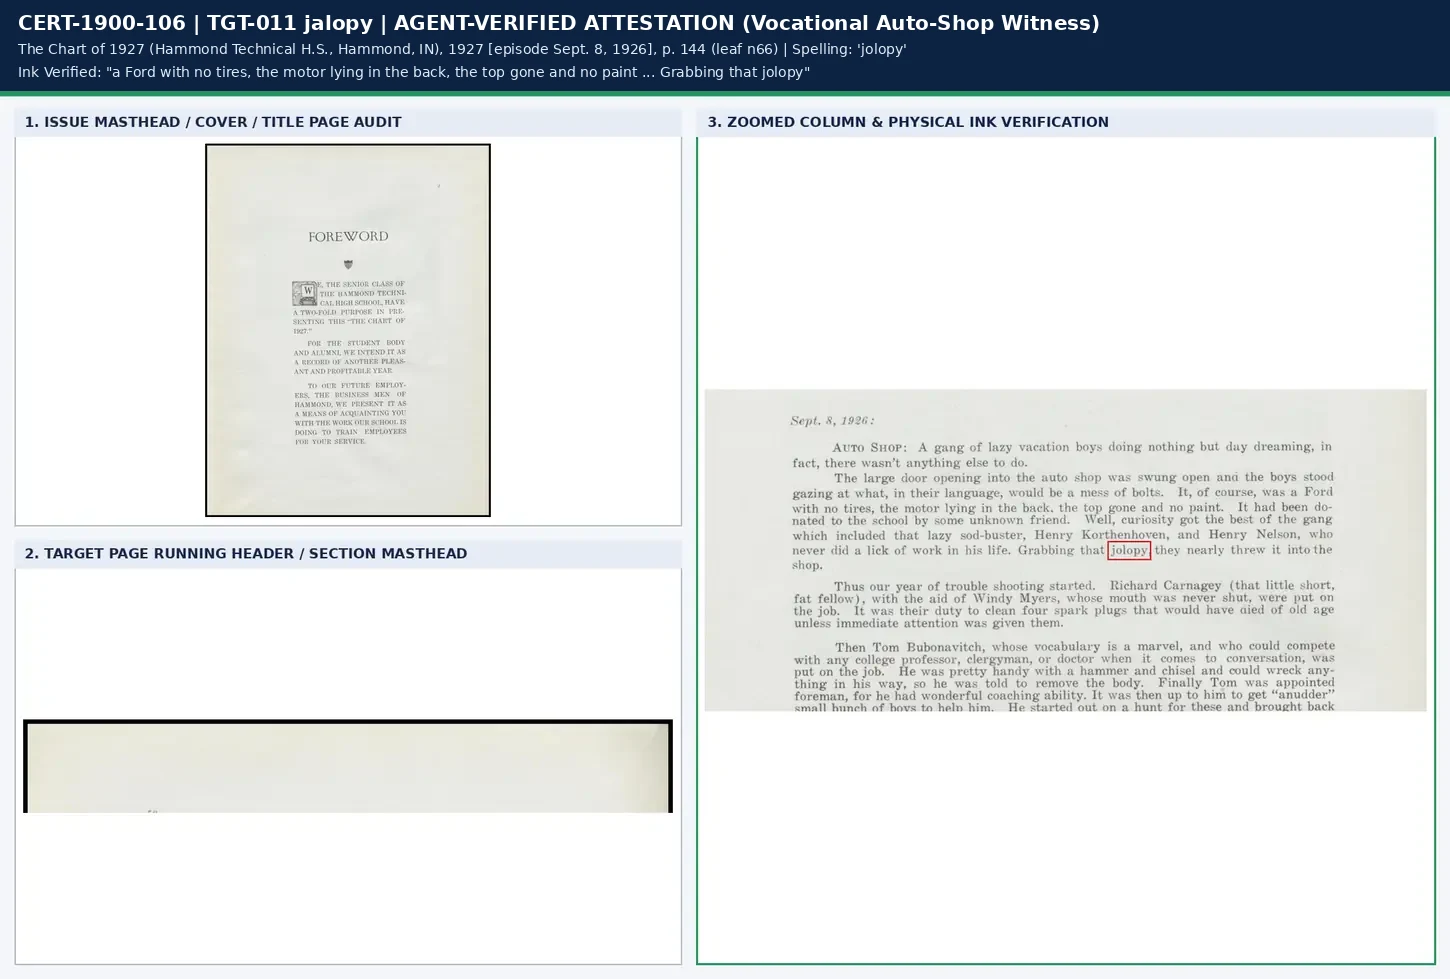 CERT-1900-106 | TGT-011 jalopy | AGENT-VERIFIED ATTESTATION (Vocational Auto-Shop Witness)
The Chart of 1927 (Hammond Technical H.S., Hammond, IN), 1927 [episode Sept. 8, 1926], p. 144 (leaf n66) | Spelling: 'jolopy'
Ink Verified: "a Ford with no tires, the motor lying in the back, the top gone and no paint ... Grabbing that jolopy"
1. ISSUE MASTHEAD / COVER / TITLE PAGE AUDIT
FOREWORD
WE, THE SENIOR CLASS OF
THE HAMMOND TECHNI-
CAL HIGH SCHOOL, HAVE
A TWO-FOLD PURPOSE IN PRE-
SENTING THIS "THE CHART OF
1927."
FOR THE STUDENT BODY
AND ALUMNI, WE INTEND IT AS
A RECORD OF ANOTHER PLEAS-
ANT AND PROFITABLE YEAR.
TO OUR FUTURE EMPLOY-
ERS, THE BUSINESS MEN OF
HAMMOND, WE PRESENT IT AS
A MEANS OF ACQUAINTING YOU
WITH THE WORK OUR SCHOOL IS
DOING TO TRAIN EMPLOYEES
FOR YOUR SERVICE.
2. TARGET PAGE RUNNING HEADER / SECTION MASTHEAD
3. ZOOMED COLUMN & PHYSICAL INK VERIFICATION
Sept. 8, 1926:
AUTO SHOP: A gang of lazy vacation boys doing nothing but day dreaming, in
fact, there wasn't anything else to do.
The large door opening into the auto shop was swung open and the boys stood
gazing at what, in their language, would be a mess of bolts. It, of course, was a Ford
with no tires, the motor lying in the back, the top gone and no paint. It had been do-
nated to the school by some unknown friend. Well, curiosity got the best of the gang
which included that lazy sod-buster, Henry Korthenhoven, and Henry Nelson, who
never did a lick of work in his life. Grabbing that jolopy, they nearly threw it into the
shop.
Thus our year of trouble shooting started. Richard Carnagey (that little short,
fat fellow), with the aid of Windy Myers, whose mouth was never shut, were put on
the job. It was their duty to clean four spark plugs that would have died of old age
unless immediate attention was given them.
Then Tom Bubonavitch, whose vocabulary is a marvel, and who could compete
with any college professor, clergyman, or doctor when it comes to conversation, was
put on the job. He was pretty handy with a hammer and chisel and could wreck any-
thing in his way, so he was told to remove the body. Finally Tom was appointed
foreman, for he had wonderful coaching ability. It was then up to him to get "anudder"
small bunch of boys to help him. He started out on a hunt for these and brought back